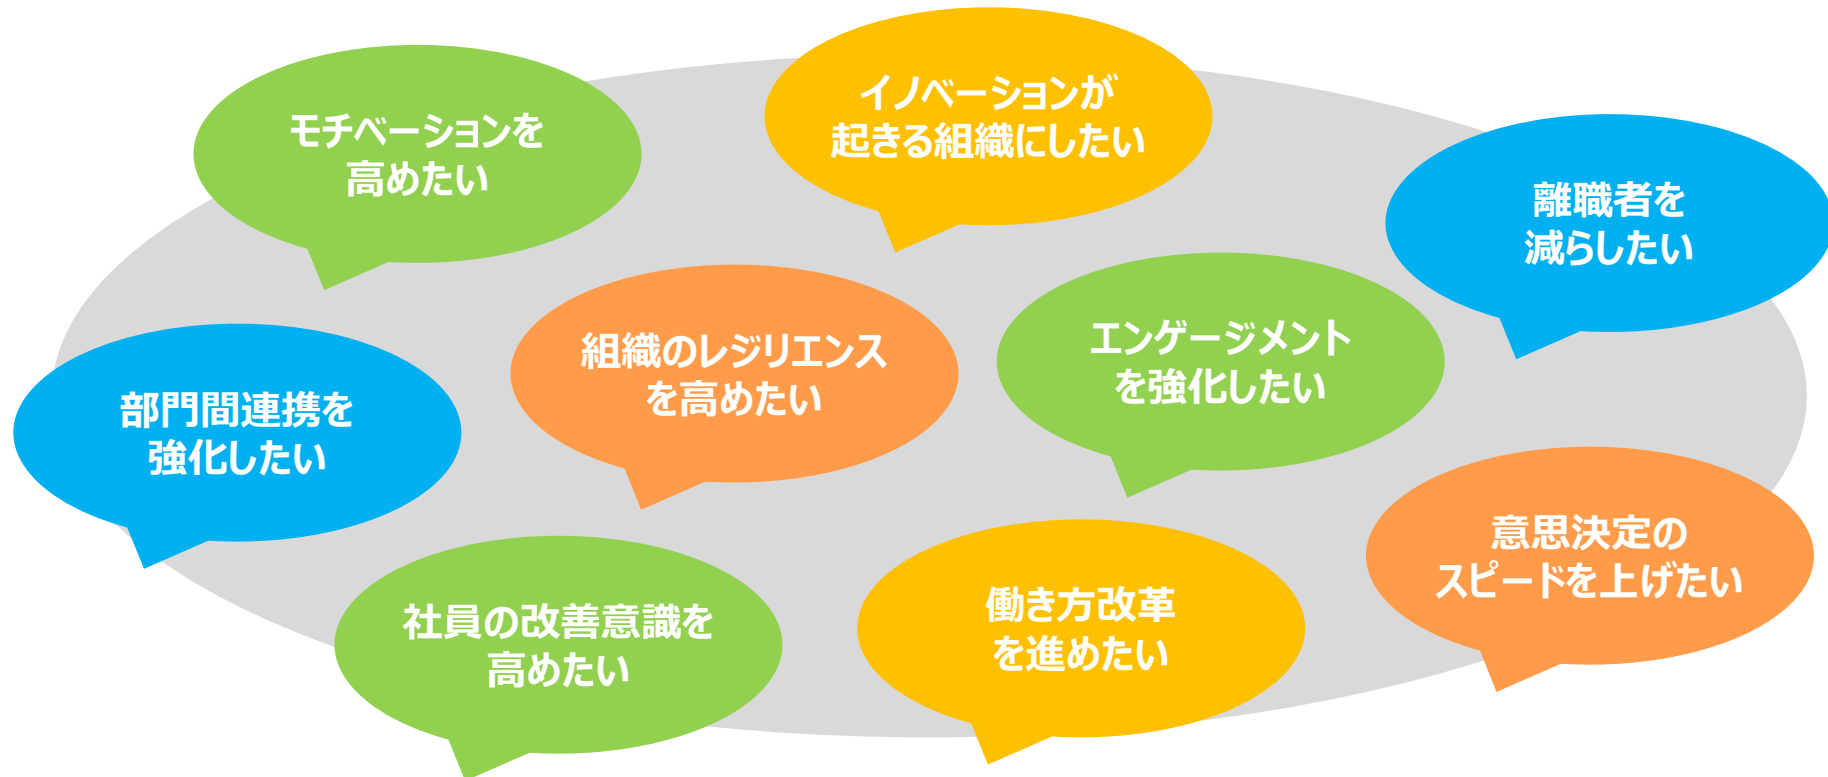 モチベーションを
高めたい
イノベーションが
起きる組織にしたい
離職者を
減らしたい
部門間連携を
強化したい
組織のレジリエンス
を高めたい
エンゲージメント
を強化したい
意思決定の
スピードを上げたい
社員の改善意識を
高めたい
働き方改革
を進めたい